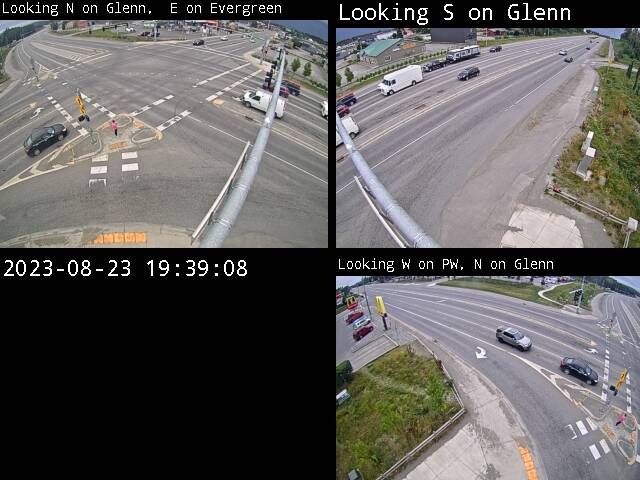 Looking N on Glenn,  E on Evergreen
Looking S on Glenn
2023-08-23 19:39:08
Looking W on PW, N on Glenn